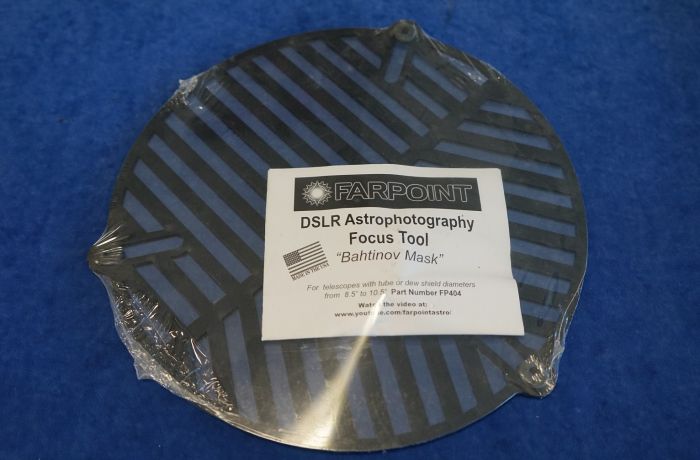 FARPOINT
DSLR Astrophotography
Focus Tool
"Bahtinov Mask"
MADE IN THE USA
For telescopes with tube or dew shield diameters
from 8.5" to 10.5" Part Number FP404
Watch the video at:
www.youtube.com/farpointastro/